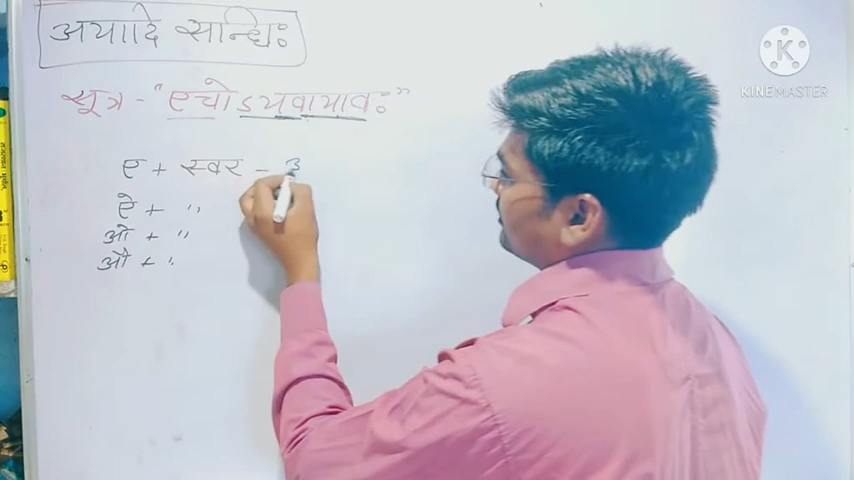 अयादि सन्धिः
सूत्र - "एचोऽयवायावः"
ए + स्वर -
ऐ + "
ओ + "
औ + "
KINEMASTER